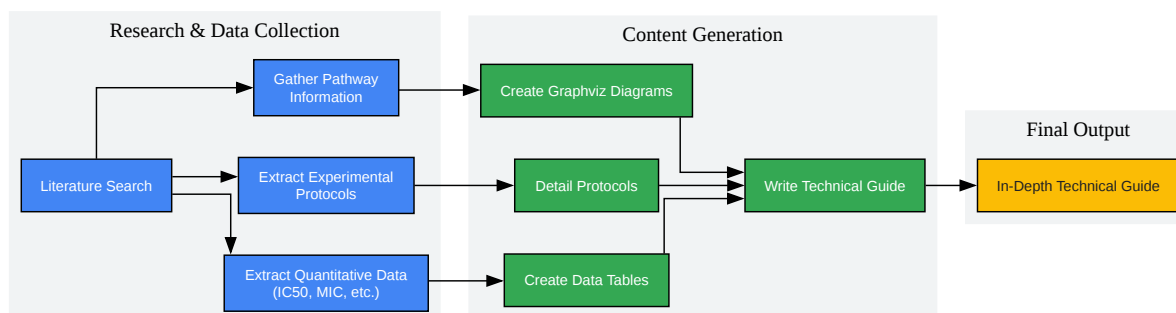 Research & Data Collection
Gather Pathway
Information
Literature Search
Extract Experimental
Protocols
Extract Quantitative Data
(IC50, MIC, etc.)
Content Generation
Create Graphviz Diagrams
Detail Protocols
Create Data Tables
Write Technical Guide
Final Output
In-Depth Technical Guide